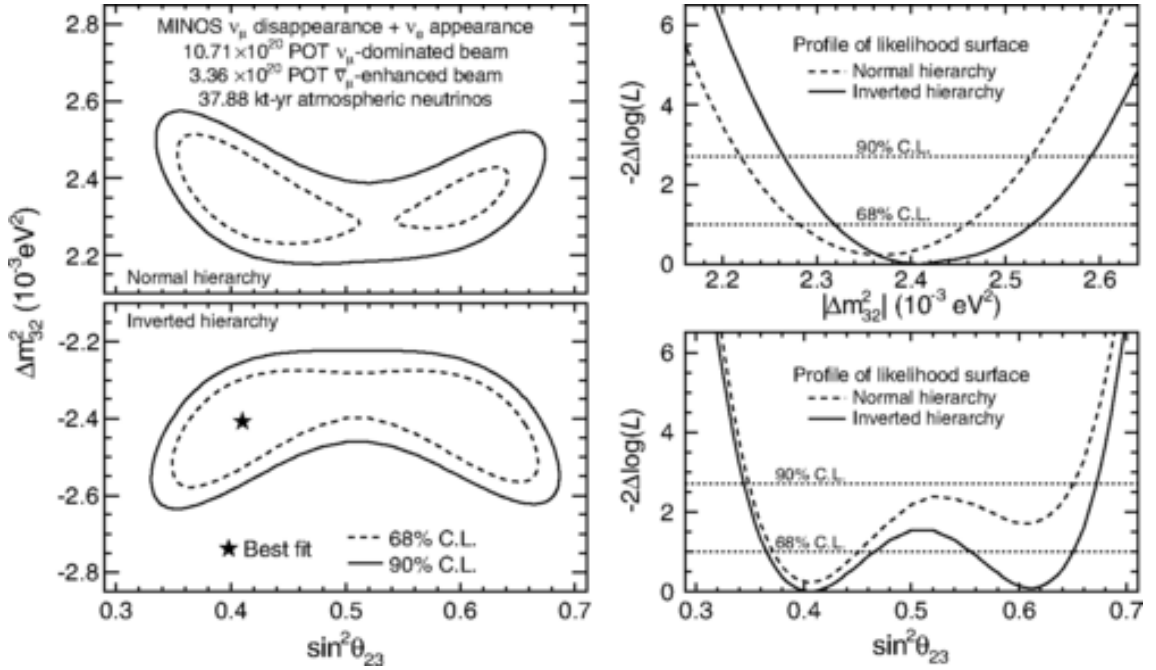 MINOS νμ disappearance + νe appearance
10.71×10²⁰ POT νμ-dominated beam
3.36 ×10²⁰ POT ν̄μ-enhanced beam
37.88 kt-yr atmospheric neutrinos
2.8
2.6
2.4
2.2
Normal hierarchy
Inverted hierarchy
-2.2
-2.4
-2.6
-2.8
Δm²₃₂ (10⁻³eV²)
★ Best fit
68% C.L.
90% C.L.
0.3 0.4 0.5 0.6 0.7
sin²θ₂₃
Profile of likelihood surface
Normal hierarchy
Inverted hierarchy
6
4
2
0
-2Δlog(L)
90% C.L.
68% C.L.
2.2 2.3 2.4 2.5 2.6
|Δm²₃₂| (10⁻³ eV²)
Profile of likelihood surface
Normal hierarchy
Inverted hierarchy
6
4
2
0
-2Δlog(L)
90% C.L.
68% C.L.
0.3 0.4 0.5 0.6 0.7
sin²θ₂₃